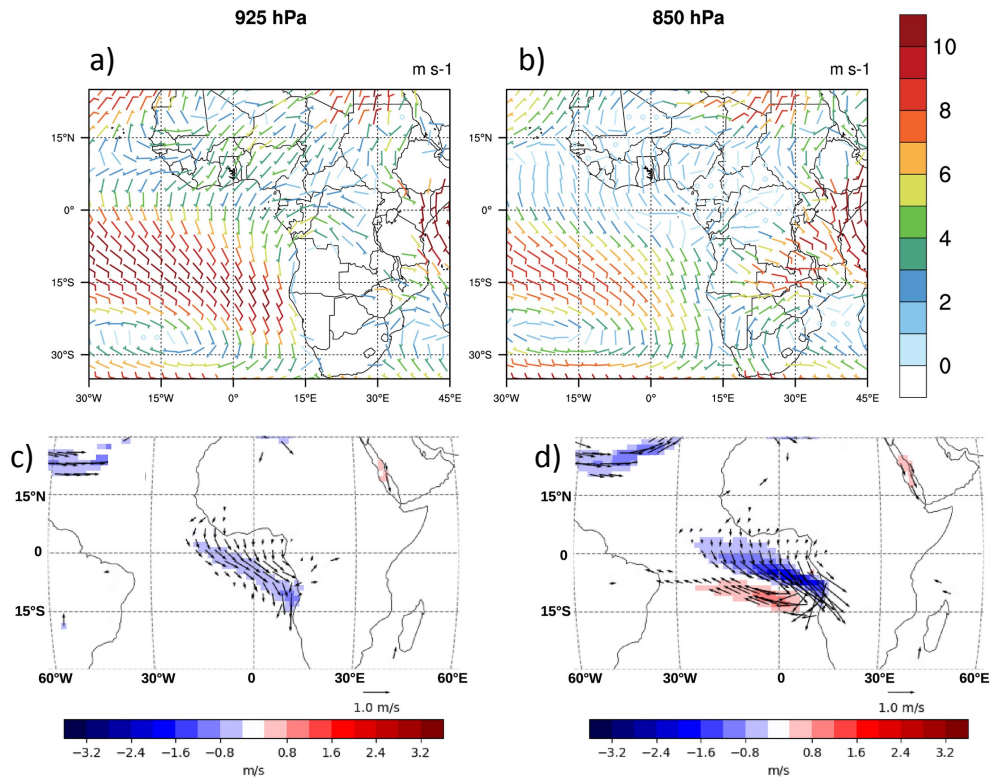 925 hPa 850 hPa
a) m s-1 b) m s-1
10
8
6
4
2
0
15°N 15°N
0° 0°
15°S 15°S
30°S 30°S
30°W 15°W 0° 15°E 30°E 45°E 30°W 15°W 0° 15°E 30°E 45°E
c) d)
15°N 15°N
0 0
15°S 15°S
60°W 30°W 0° 30°E 60°E 60°W 30°W 0° 30°E 60°E
1.0 m/s 1.0 m/s
−3.2 −2.4 −1.6 −0.8 0.8 1.6 2.4 3.2 −3.2 −2.4 −1.6 −0.8 0.8 1.6 2.4 3.2
m/s m/s